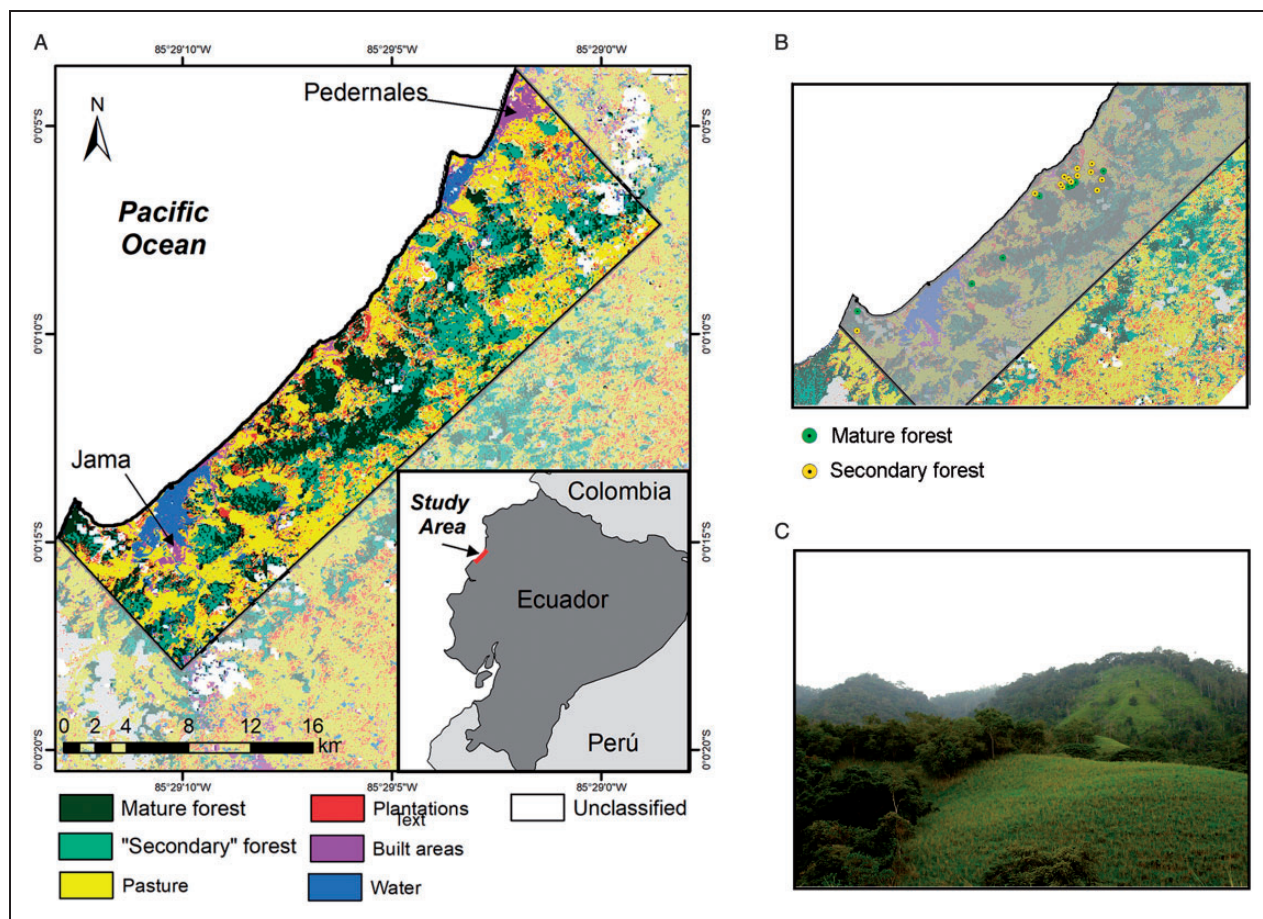 A
85°29'10"W
85°29'5"W
85°29'0"W
Pedernales
N
Pacific
Ocean
Jama
0°0'5"S
0°0'10"S
0°0'15"S
0°0'20"S
0°0'5"S
0°0'10"S
0°0'15"S
0°0'20"S
0 2 4 8 12 16
km
Study
Area
Colombia
Ecuador
Perú
85°29'10"W
85°29'5"W
85°29'0"W
Mature forest
"Secondary" forest
Pasture
Plantations
Text
Built areas
Water
Unclassified
B
Mature forest
Secondary forest
C